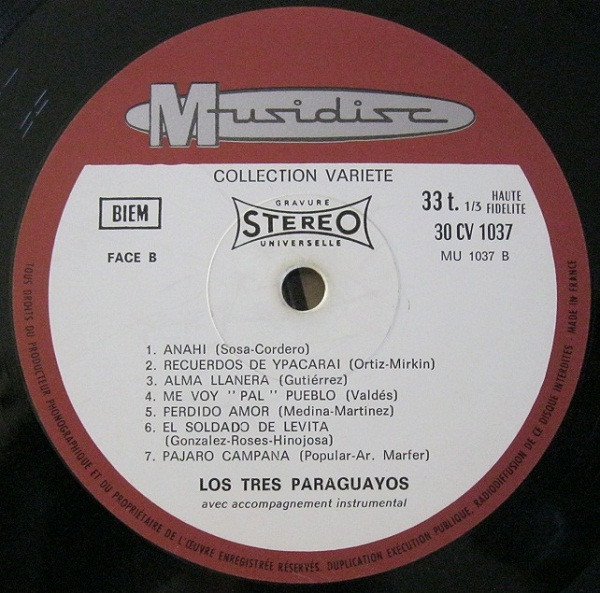 Musidisc
COLLECTION VARIETE
BIEM
FACE B
GRAVURE
STEREO
UNIVERSELLE
33 t. 1/3 HAUTE FIDELITE
30 CV 1037
MU 1037 B
1. ANAHI (Sosa-Cordero)
2. RECUERDOS DE YPACARAI (Ortiz-Mirkin)
3. ALMA LLANERA (Gutiérrez)
4. ME VOY "PAL" PUEBLO (Valdés)
5. PERDIDO AMOR (Medina-Martinez)
6. EL SOLDADO DE LEVITA
(Gonzalez-Roses-Hinojosa)
7. PAJARO CAMPANA (Popular-Ar. Marfer)
LOS TRES PARAGUAYOS
avec accompagnement instrumental
TOUS DROITS DU PRODUCTEUR PHONOGRAPHIQUE ET DU PROPRIÉTAIRE DE L'ŒUVRE ENREGISTRÉE RÉSERVÉS. DUPLICATION EXÉCUTION PUBLIQUE, RADIODIFFUSION DE CE DISQUE INTERDITES - MADE IN FRANCE